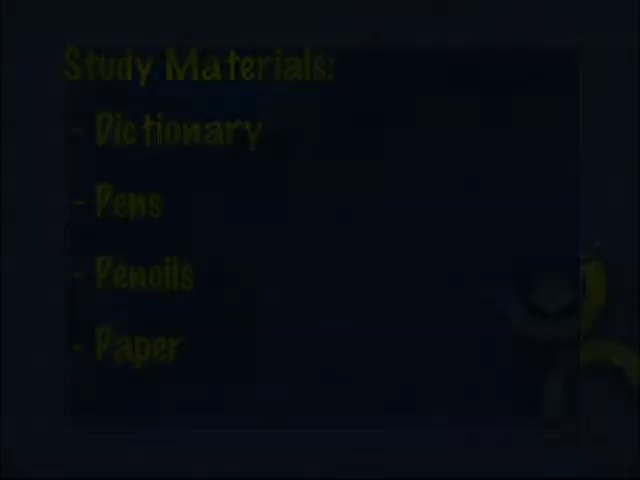 Study Materials:
- Dictionary
- Pens
- Pencils
- Paper